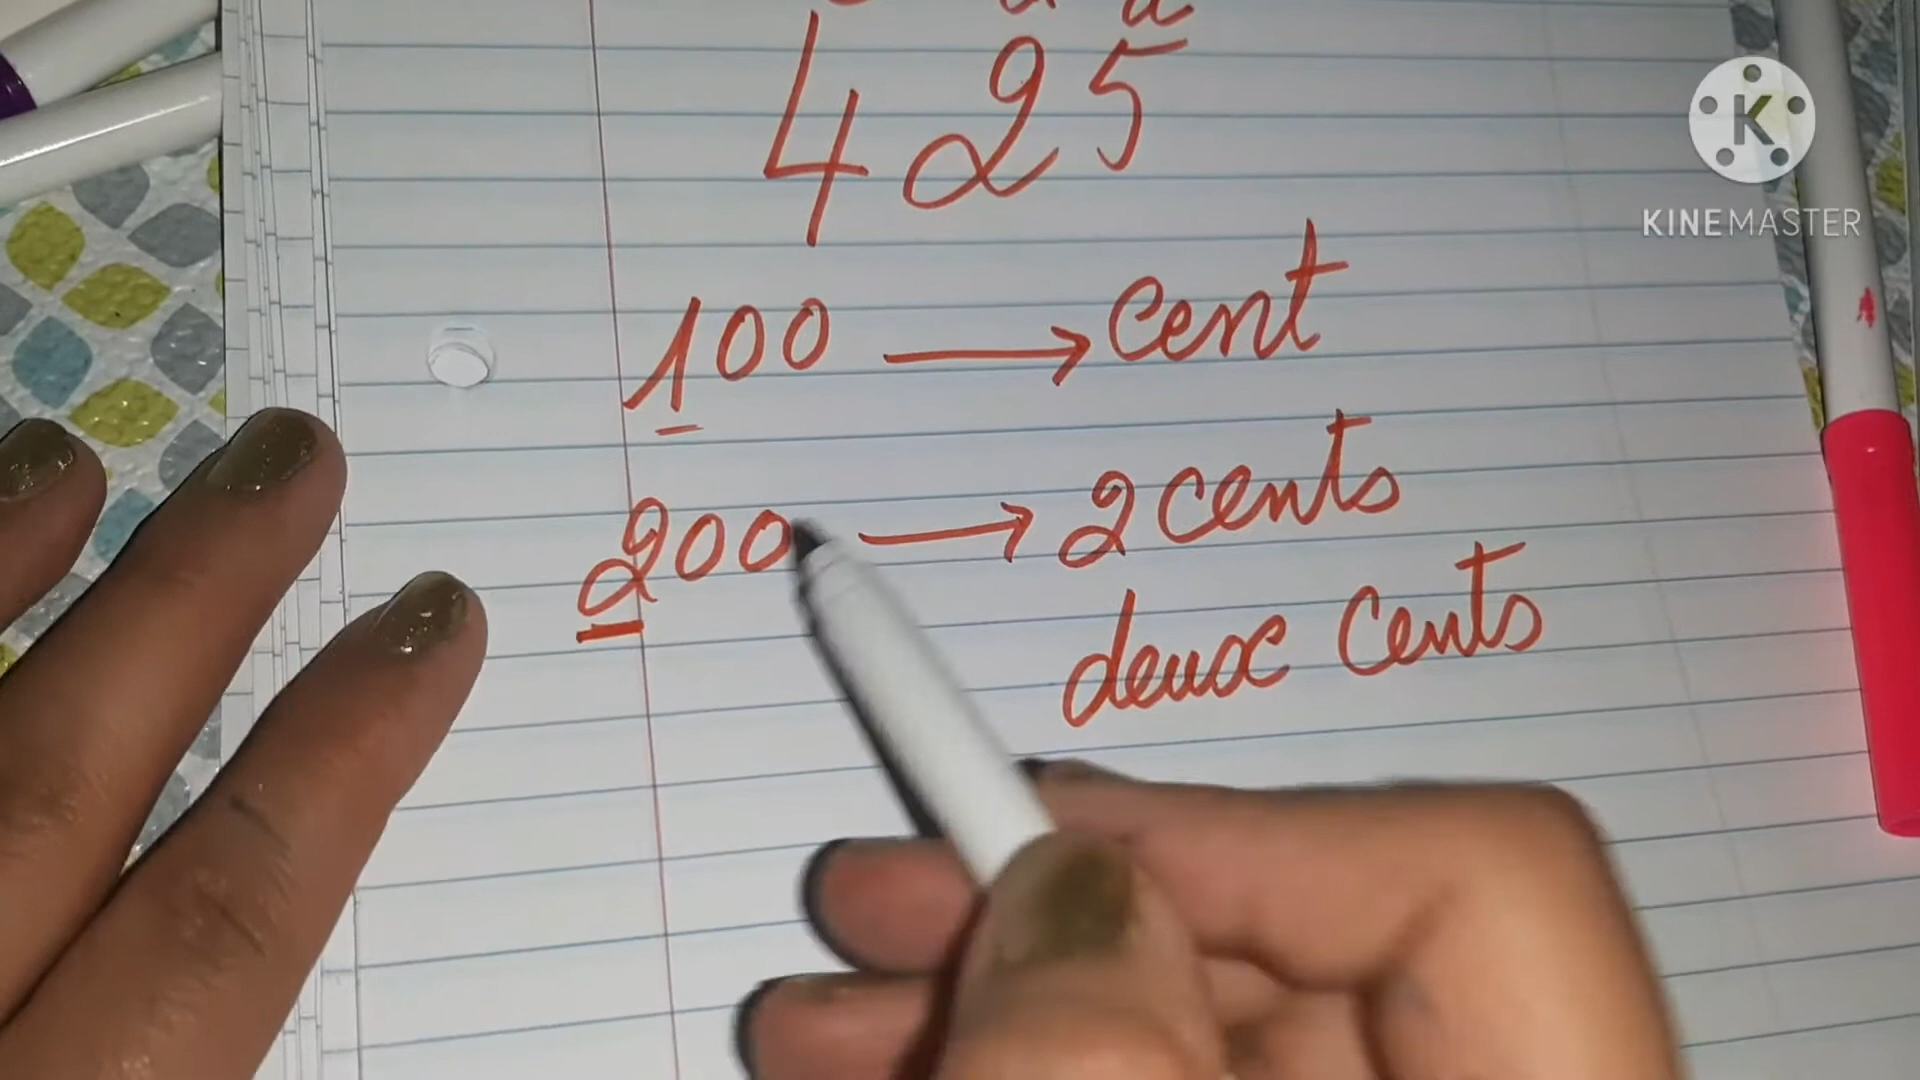 425
100 → cent
200 → 2 cents
deux cents
K
KINEMASTER